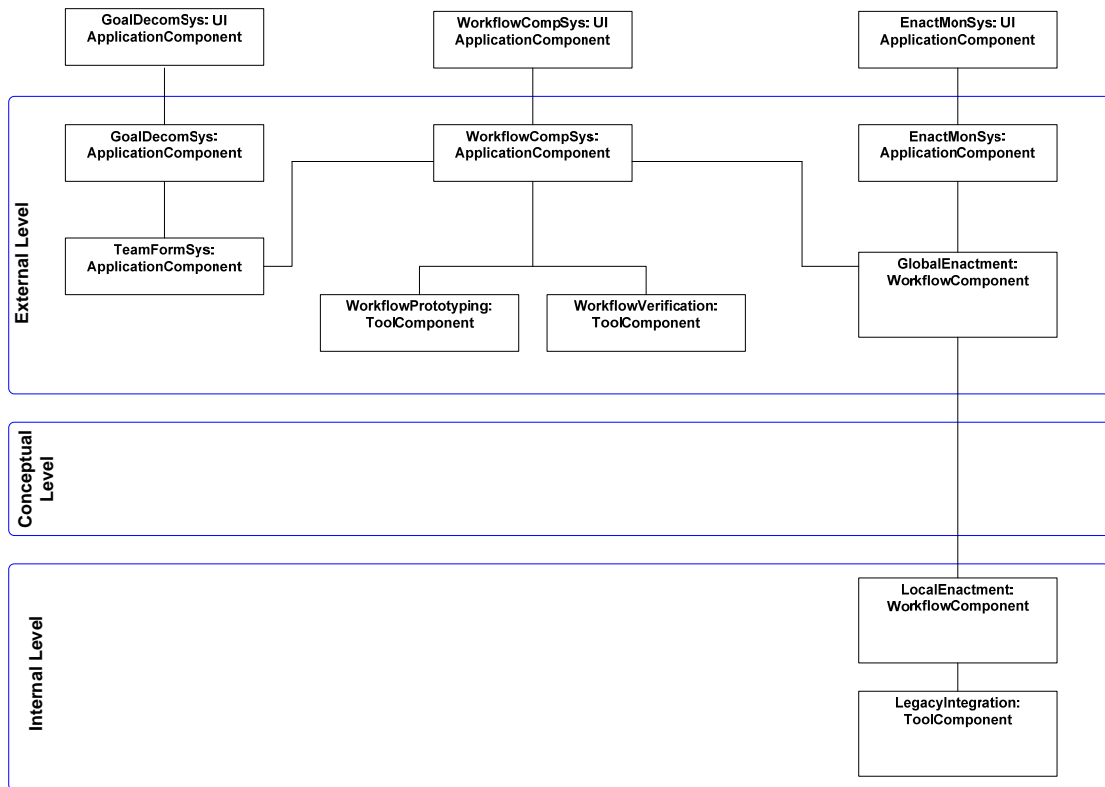 GoalDecomSys: UI
ApplicationComponent
WorkflowCompSys: UI
ApplicationComponent
EnactMonSys: UI
ApplicationComponent
External Level
GoalDecomSys:
ApplicationComponent
WorkflowCompSys:
ApplicationComponent
EnactMonSys:
ApplicationComponent
TeamFormSys:
ApplicationComponent
GlobalEnactment:
WorkflowComponent
WorkflowPrototyping:
ToolComponent
WorkflowVerification:
ToolComponent
Conceptual
Level
Internal Level
LocalEnactment:
WorkflowComponent
LegacyIntegration:
ToolComponent